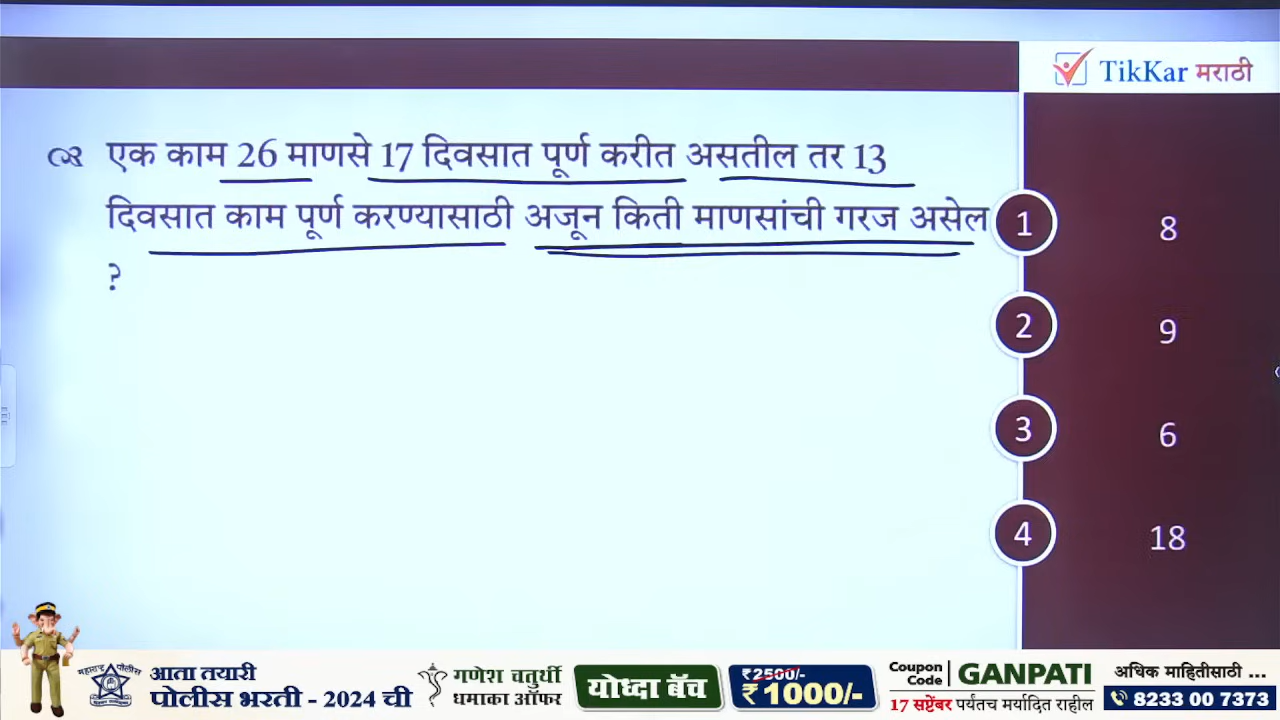 TikKar मराठी
एक काम 26 माणसे 17 दिवसात पूर्ण करीत असतील तर 13
दिवसात काम पूर्ण करण्यासाठी अजून किती माणसांची गरज असेल
?
1 8
2 9
3 6
4 18
महाराष्ट्र पोलीस
आता तयारी
पोलीस भरती - 2024 ची
गणेश चतुर्थी
धमाका ऑफर
योध्दा बॅच
₹2500/-
₹1000/-
Coupon Code GANPATI
17 सप्टेंबर पर्यंतच मर्यादित राहील
अधिक माहितीसाठी ...
8233 00 7373